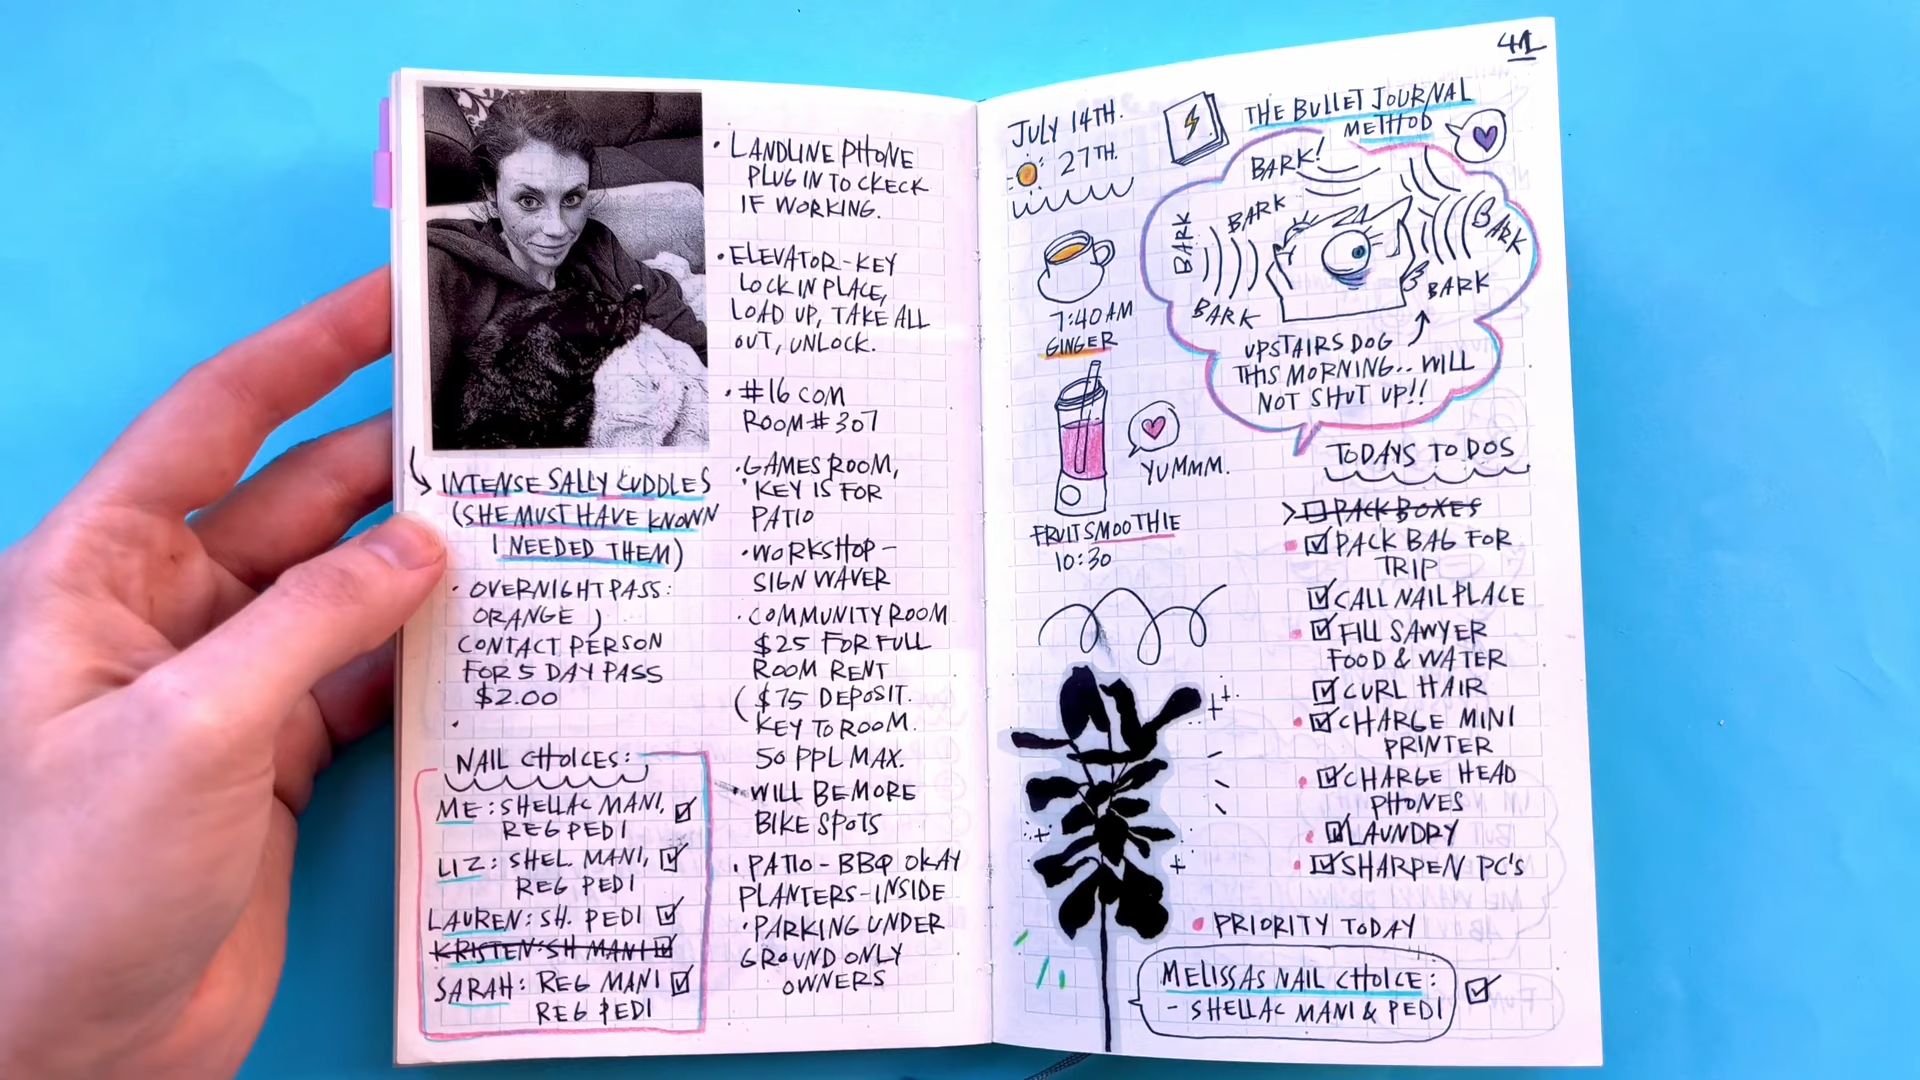 INTENSE SALLY CUDDLES
(SHE MUST HAVE KNOWN
I NEEDED THEM)
· OVERNIGHT PASS:
ORANGE )
CONTACT PERSON
FOR 5 DAY PASS
$2.00
·
NAIL CHOICES:
ME: SHELLAC MANI,
REG PEDI
LIZ: SHEL. MANI,
REG PEDI
LAUREN: SH. PEDI
KRISTEN: SH MANI
SARAH: REG MANI
REG PEDI
· LANDLINE PHONE
PLUG IN TO CKECK
IF WORKING.
· ELEVATOR-KEY
LOCK IN PLACE,
LOAD UP, TAKE ALL
OUT, UNLOCK.
· #16 COM
ROOM # 307
· GAMES ROOM,
KEY IS FOR
PATIO
· WORKSHOP -
SIGN WAVER
· COMMUNITY ROOM
$25 FOR FULL
ROOM RENT
( $75 DEPOSIT.
KEY TO ROOM.
50 PPL MAX.
· WILL BE MORE
BIKE SPOTS
· PATIO - BBQ OKAY
PLANTERS-INSIDE
· PARKING UNDER
GROUND ONLY
OWNERS
41
JULY 14TH.
27TH.
THE BULLET JOURNAL
METHOD
BARK!
BARK
BARK
BARK
BARK
BARK
UPSTAIRS DOG
THIS MORNING.. WILL
NOT SHUT UP!!
7:40 AM
GINGER
YUMMM.
FRUIT SMOOTHIE
10:30
TODAYS TO DOS
> PACK BOXES
PACK BAG FOR
TRIP
CALL NAIL PLACE
FILL SAWYER
FOOD & WATER
CURL HAIR
CHARGE MINI
PRINTER
CHARGE HEAD
PHONES
LAUNDRY
SHARPEN PC'S
PRIORITY TODAY
MELISSAS NAIL CHOICE:
- SHELLAC MANI & PEDI